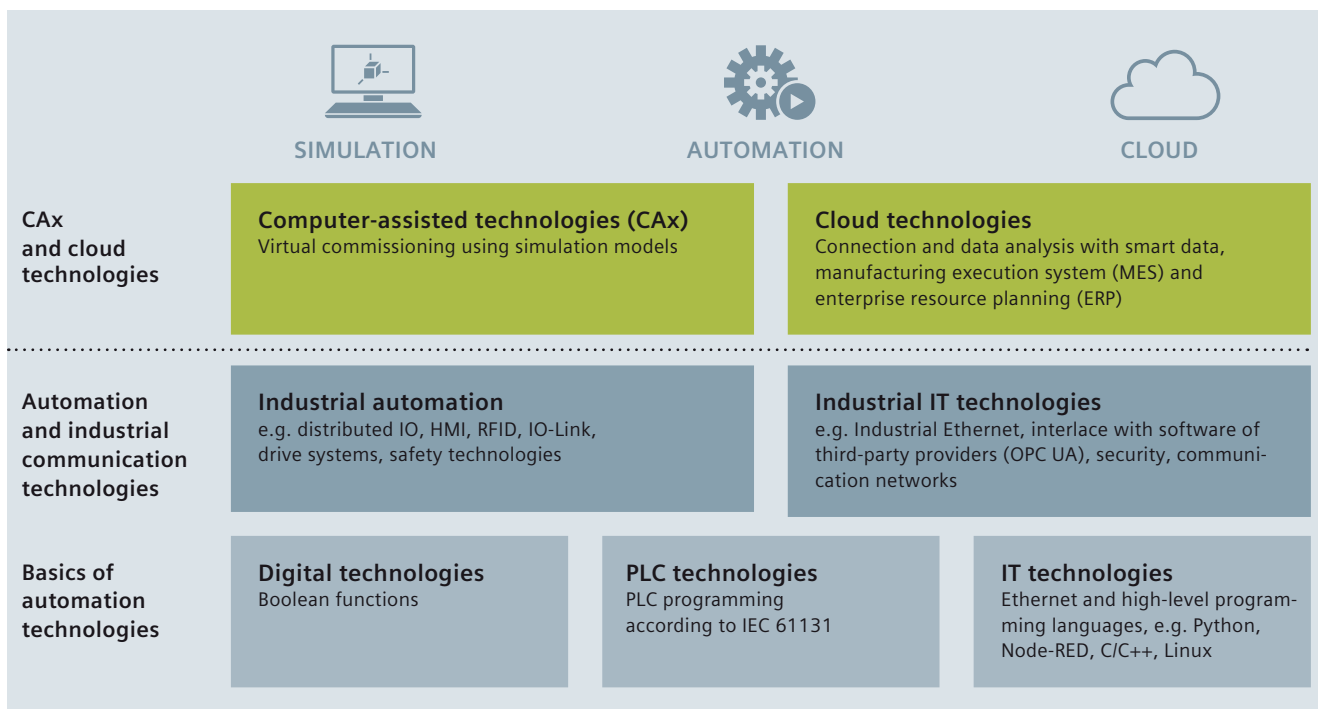 SIMULATION
AUTOMATION
CLOUD
CAx
and cloud
technologies
Computer-assisted technologies (CAx)
Virtual commissioning using simulation models
Cloud technologies
Connection and data analysis with smart data,
manufacturing execution system (MES) and
enterprise resource planning (ERP)
Automation
and industrial
communication
technologies
Industrial automation
e.g. distributed IO, HMI, RFID, IO-Link,
drive systems, safety technologies
Industrial IT technologies
e.g. Industrial Ethernet, interlace with software of
third-party providers (OPC UA), security, communi-
cation networks
Basics of
automation
technologies
Digital technologies
Boolean functions
PLC technologies
PLC programming
according to IEC 61131
IT technologies
Ethernet and high-level program-
ming languages, e.g. Python,
Node-RED, C/C++, Linux